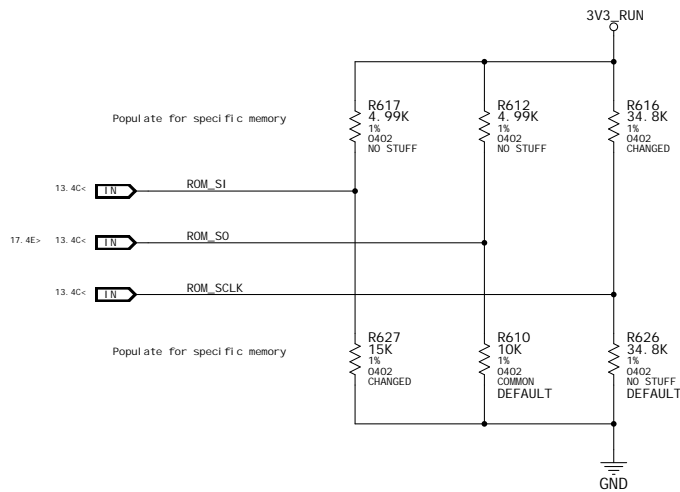 3V3_RUN
R617
4.99K
1%
0402
NO STUFF
R612
4.99K
1%
0402
NO STUFF
R616
34.8K
1%
0402
CHANGED
Populate for specific memory
13.4C< IN ROM_SI
17.4E> 13.4C< IN ROM_SO
13.4C< IN ROM_SCLK
Populate for specific memory
R627
15K
1%
0402
CHANGED
R610
10K
1%
0402
COMMON
DEFAULT
R626
34.8K
1%
0402
NO STUFF
DEFAULT
GND